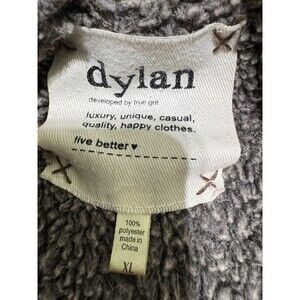 dylan
developed by true grit
luxury, unique, casual,
quality, happy clothes.
live better ♥
100%
polyester
made in
China
XL